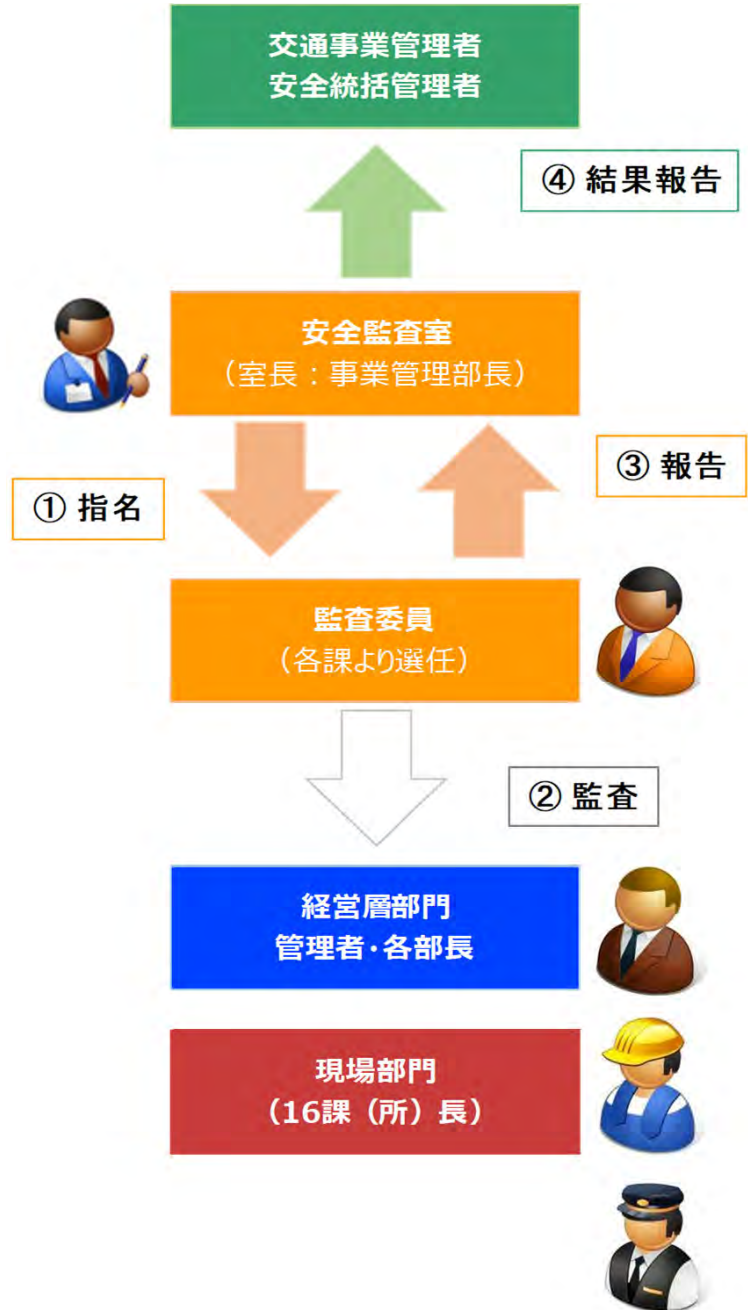 交通事業管理者
安全統括管理者
④ 結果報告
安全監査室
（室長：事業管理部長）
① 指名
③ 報告
監査委員
（各課より選任）
② 監査
経営層部門
管理者・各部長
現場部門
（16課（所）長）